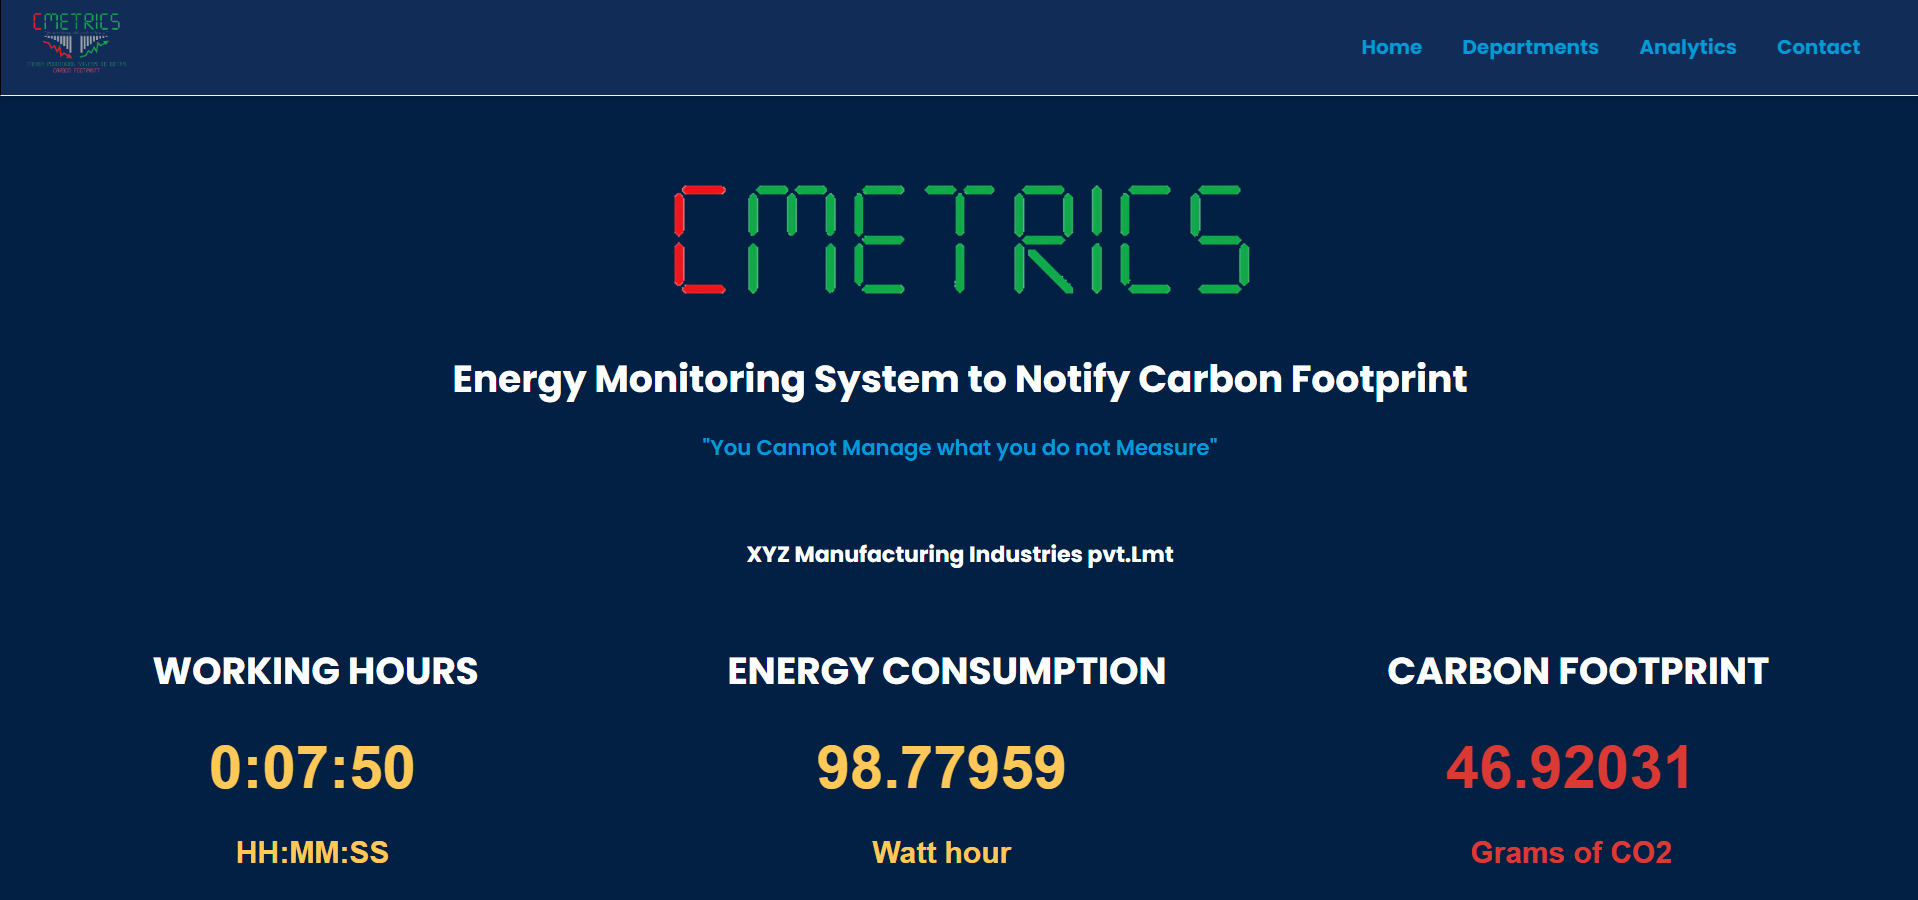 CMETRICS
CARBON FOOTPRINT
Home Departments Analytics Contact
CMETRICS
Energy Monitoring System to Notify Carbon Footprint
"You Cannot Manage what you do not Measure"
XYZ Manufacturing Industries pvt.Lmt
WORKING HOURS ENERGY CONSUMPTION CARBON FOOTPRINT
0:07:50 98.77959 46.92031
HH:MM:SS Watt hour Grams of CO2